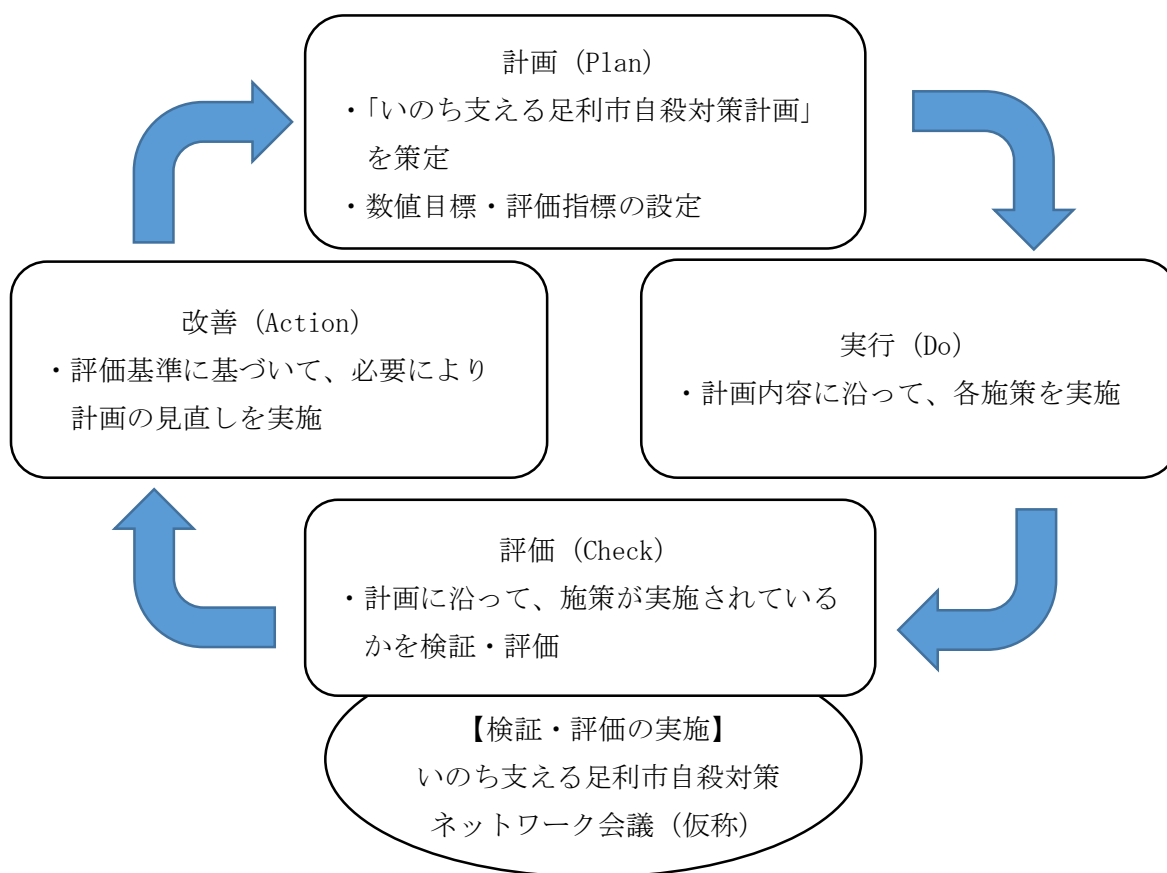 計画 (Plan)
・「いのち支える足利市自殺対策計画」
を策定
・数値目標・評価指標の設定
改善 (Action)
・評価基準に基づいて、必要により
計画の見直しを実施
実行 (Do)
・計画内容に沿って、各施策を実施
評価 (Check)
・計画に沿って、施策が実施されている
かを検証・評価
【検証・評価の実施】
いのち支える足利市自殺対策
ネットワーク会議 (仮称)